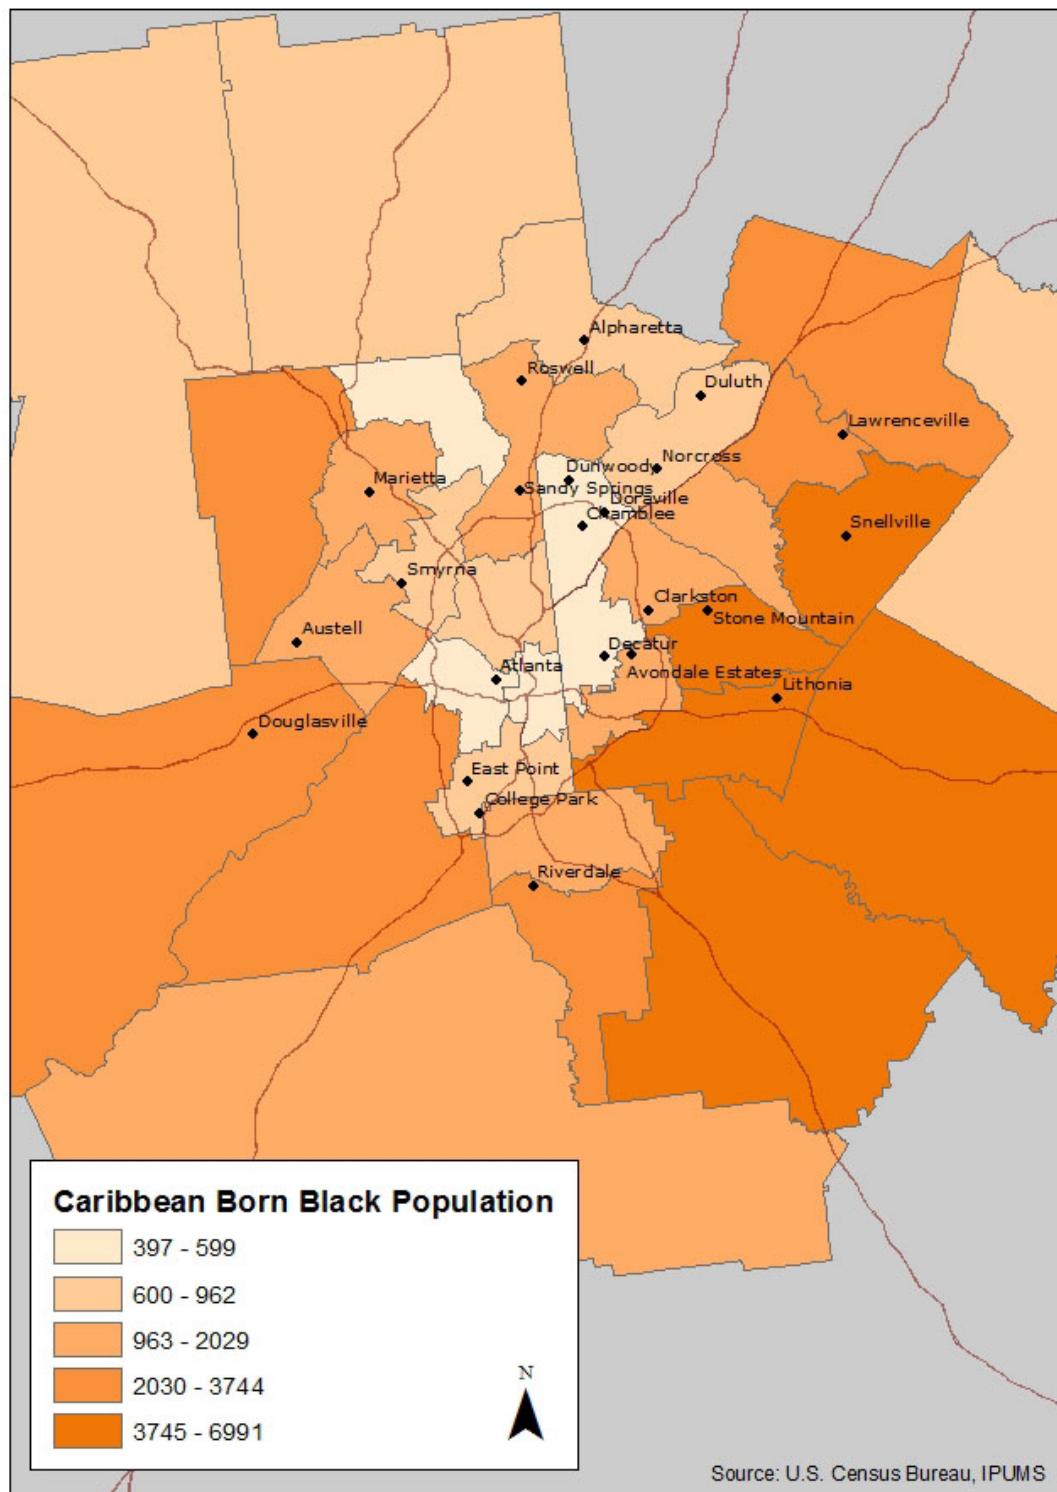 Alpharetta
Roswell
Duluth
Lawrenceville
Norcross
Dunwoody
Marietta
Sandy Springs
Doraville
Chamblee
Snellville
Smyrna
Clarkston
Stone Mountain
Austell
Decatur
Atlanta
Avondale Estates
Lithonia
Douglasville
East Point
College Park
Riverdale
Caribbean Born Black Population
397 - 599
600 - 962
963 - 2029
2030 - 3744
3745 - 6991
N
Source: U.S. Census Bureau, IPUMS